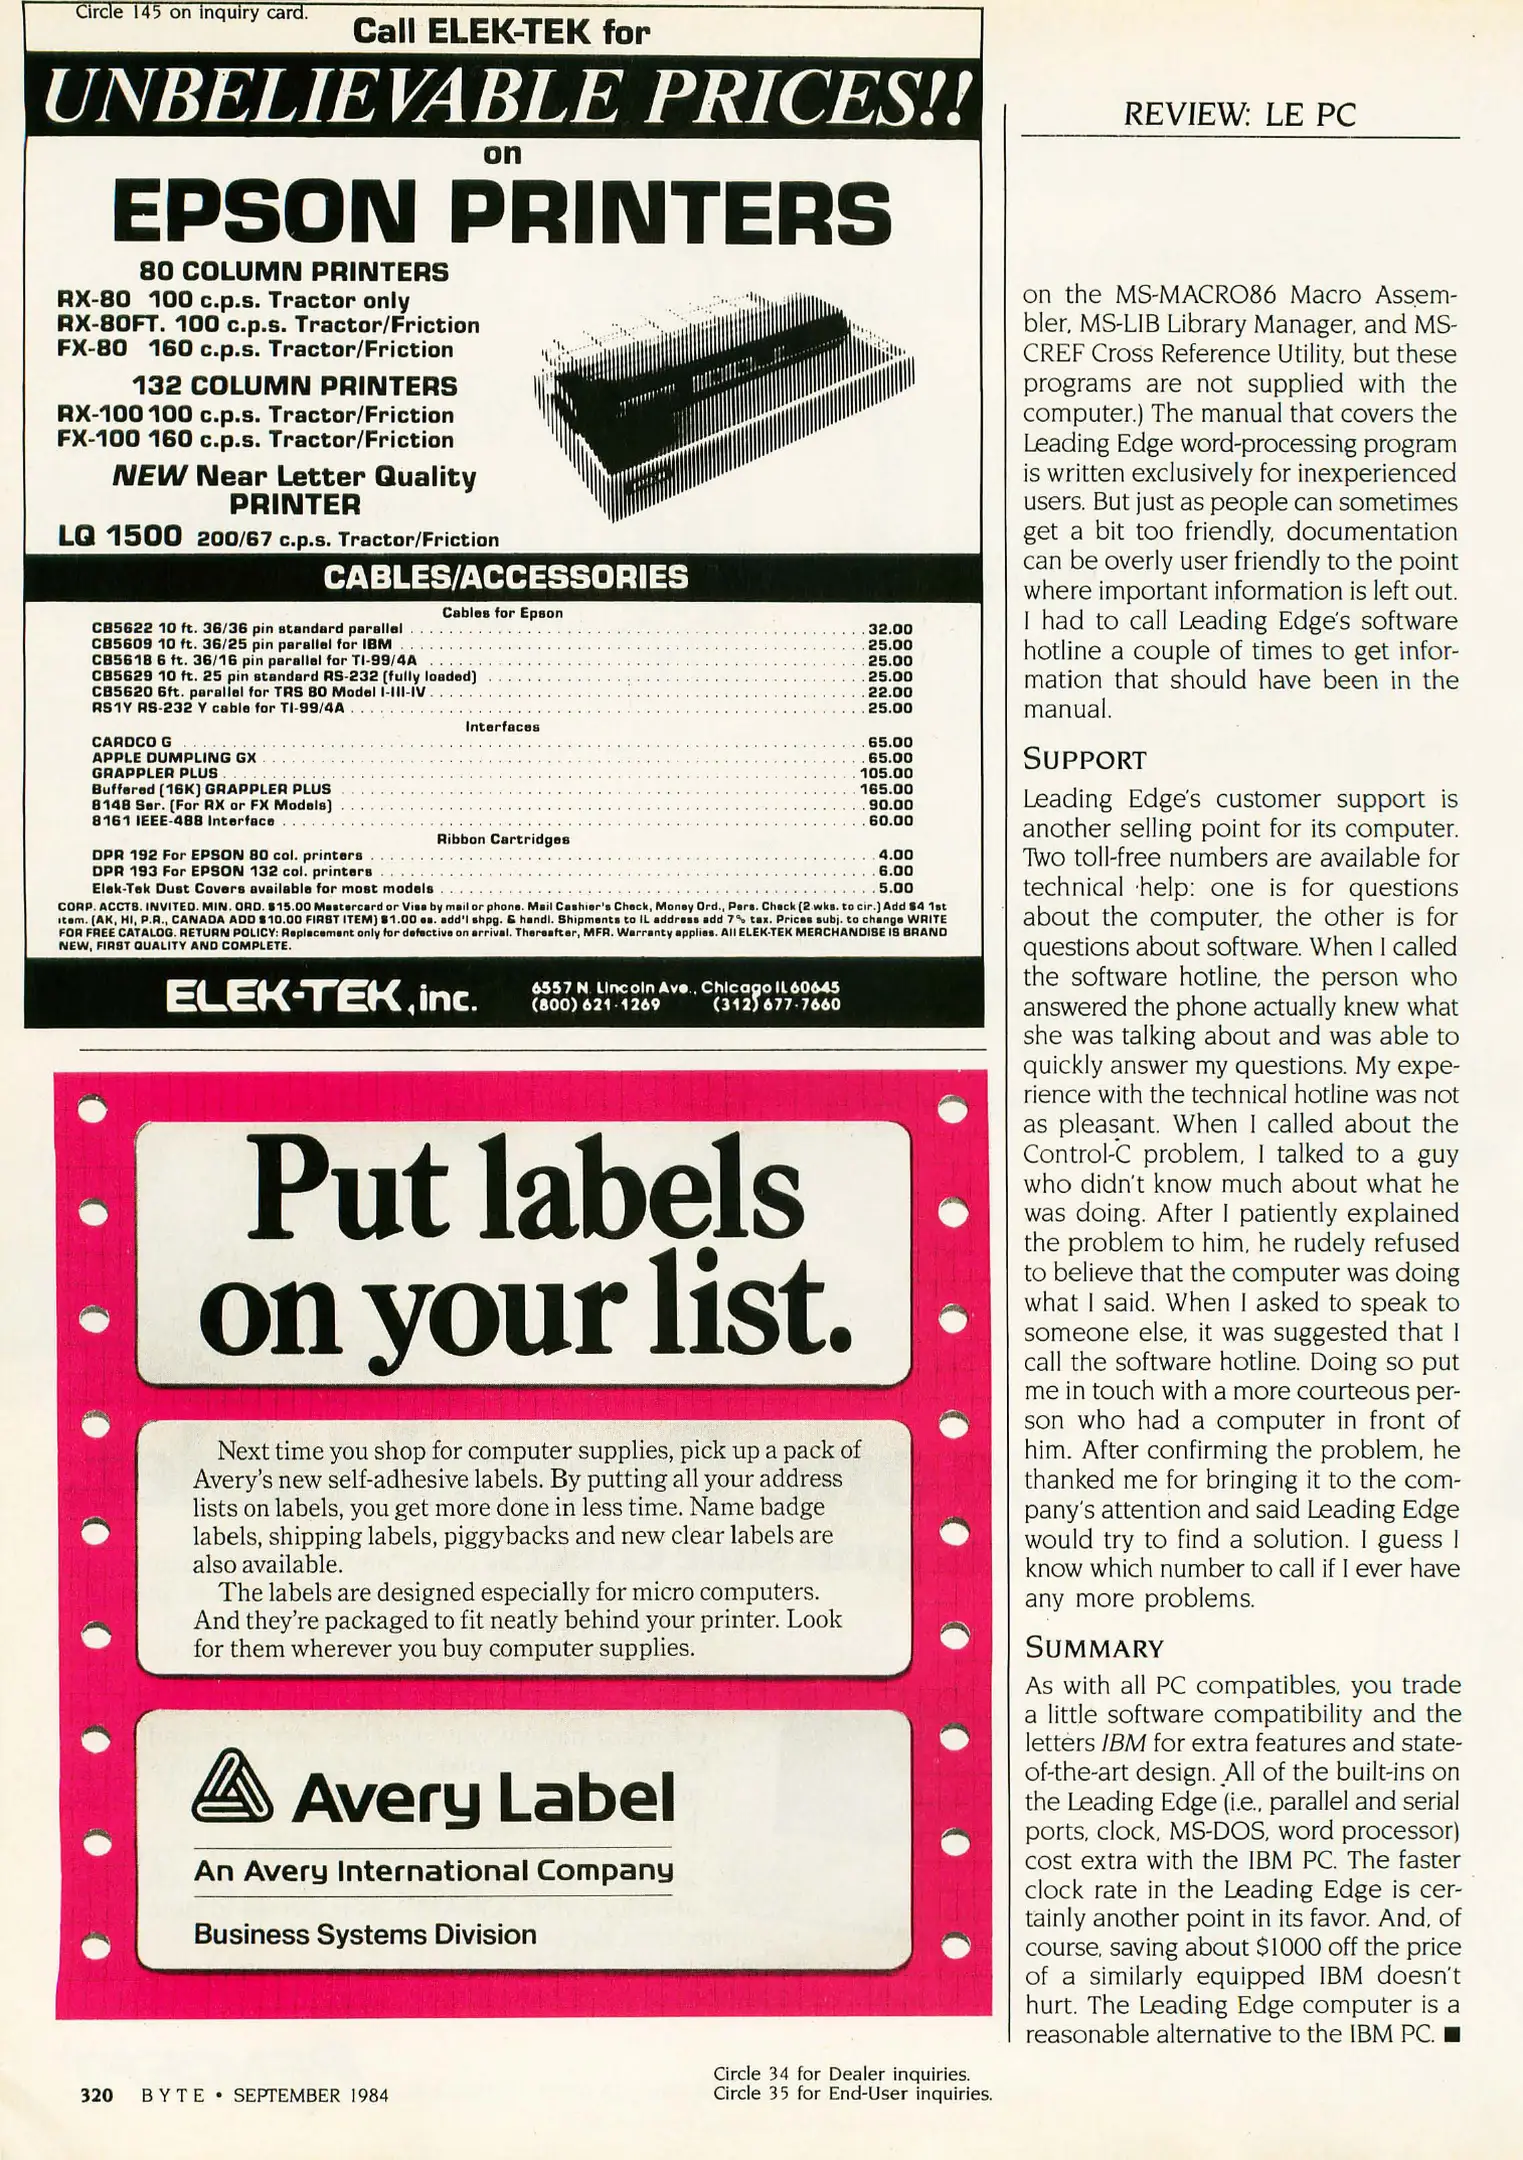 Circle 145 on inquiry card.
Call ELEK-TEK for
UNBELIEVABLE PRICES!!
on
EPSON PRINTERS
80 COLUMN PRINTERS
RX-80 100 c.p.s. Tractor only
RX-80FT. 100 c.p.s. Tractor/Friction
FX-80 160 c.p.s. Tractor/Friction
132 COLUMN PRINTERS
RX-100 100 c.p.s. Tractor/Friction
FX-100 160 c.p.s. Tractor/Friction
NEW Near Letter Quality
PRINTER
LQ 1500 200/67 c.p.s. Tractor/Friction
CABLES/ACCESSORIES
Cables for Epson
CB5622 10 ft. 36/36 pin standard parallel 32.00
CB5609 10 ft. 36/25 pin parallel for IBM 25.00
CB5618 6 ft. 36/16 pin parallel for TI-99/4A 25.00
CB5629 10 ft. 25 pin standard RS-232 (fully loaded) 25.00
CB5620 6ft. parallel for TRS 80 Model I-III-IV 22.00
RS1Y RS-232 Y cable for TI-99/4A 25.00
Interfaces
CARDCO G 65.00
APPLE DUMPLING GX 65.00
GRAPPLER PLUS 105.00
Buffered (16K) GRAPPLER PLUS 165.00
8148 Ser. (For RX or FX Models) 90.00
8161 IEEE-488 Interface 60.00
Ribbon Cartridges
DPR 192 For EPSON 80 col. printers 4.00
DPR 193 For EPSON 132 col. printers 6.00
Elek-Tek Dust Covers available for most models 5.00
CORP. ACCTS. INVITED. MIN. ORD. $15.00 Mastercard or Visa by mail or phone. Mail Cashier's Check, Money Ord., Pers. Check (2 wks. to cir.) Add $4 1st
item. (AK, HI, P.R., CANADA ADD $10.00 FIRST ITEM) $1.00 ea. add'l shpg. & handl. Shipments to IL address add 7% tax. Prices subj. to change WRITE
FOR FREE CATALOG. RETURN POLICY: Replacement only for defective on arrival. Thereafter, MFR. Warranty applies. All ELEK-TEK MERCHANDISE IS BRAND
NEW, FIRST QUALITY AND COMPLETE.
ELEK-TEK, inc.
6557 N. Lincoln Ave., Chicago IL 60645
(800) 621-1269 (312) 677-7660
Put labels
on your list.
Next time you shop for computer supplies, pick up a pack of
Avery's new self-adhesive labels. By putting all your address
lists on labels, you get more done in less time. Name badge
labels, shipping labels, piggybacks and new clear labels are
also available.
The labels are designed especially for micro computers.
And they're packaged to fit neatly behind your printer. Look
for them wherever you buy computer supplies.
Avery Label
An Avery International Company
Business Systems Division
Circle 34 for Dealer inquiries.
Circle 35 for End-User inquiries.
REVIEW: LE PC
on the MS-MACRO86 Macro Assem-
bler, MS-LIB Library Manager, and MS-
CREF Cross Reference Utility, but these
programs are not supplied with the
computer.) The manual that covers the
Leading Edge word-processing program
is written exclusively for inexperienced
users. But just as people can sometimes
get a bit too friendly, documentation
can be overly user friendly to the point
where important information is left out.
I had to call Leading Edge's software
hotline a couple of times to get infor-
mation that should have been in the
manual.
SUPPORT
Leading Edge's customer support is
another selling point for its computer.
Two toll-free numbers are available for
technical help: one is for questions
about the computer, the other is for
questions about software. When I called
the software hotline, the person who
answered the phone actually knew what
she was talking about and was able to
quickly answer my questions. My expe-
rience with the technical hotline was not
as pleasant. When I called about the
Control-C problem, I talked to a guy
who didn't know much about what he
was doing. After I patiently explained
the problem to him, he rudely refused
to believe that the computer was doing
what I said. When I asked to speak to
someone else, it was suggested that I
call the software hotline. Doing so put
me in touch with a more courteous per-
son who had a computer in front of
him. After confirming the problem, he
thanked me for bringing it to the com-
pany's attention and said Leading Edge
would try to find a solution. I guess I
know which number to call if I ever have
any more problems.
SUMMARY
As with all PC compatibles, you trade
a little software compatibility and the
letters IBM for extra features and state-
of-the-art design. All of the built-ins on
the Leading Edge (i.e., parallel and serial
ports, clock, MS-DOS, word processor)
cost extra with the IBM PC. The faster
clock rate in the Leading Edge is cer-
tainly another point in its favor. And, of
course, saving about $1000 off the price
of a similarly equipped IBM doesn't
hurt. The Leading Edge computer is a
reasonable alternative to the IBM PC. ■
320 BYTE • SEPTEMBER 1984